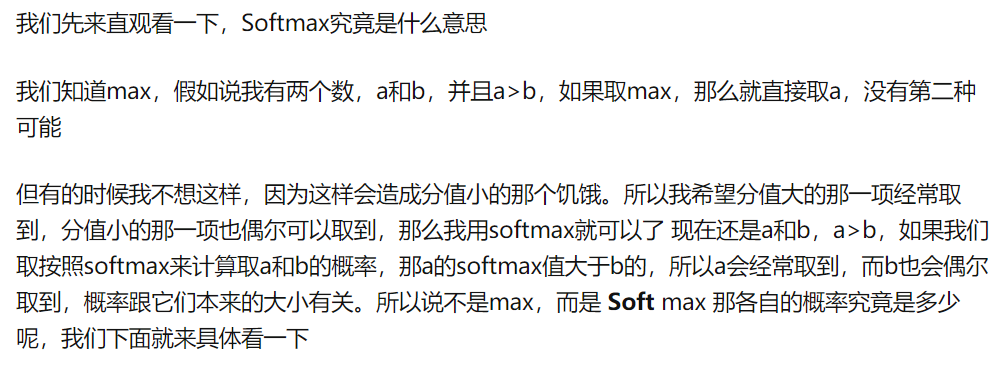 我们先来直观看一下，Softmax究竟是什么意思
我们知道max，假如说我有两个数，a和b，并且a>b，如果取max，那么就直接取a，没有第二种
可能
但有的时候我不想这样，因为这样会造成分值小的那个饥饿。所以我希望分值大的那一项经常取
到，分值小的那一项也偶尔可以取到，那么我用softmax就可以了 现在还是a和b，a>b，如果我们
取按照softmax来计算取a和b的概率，那a的softmax值大于b的，所以a会经常取到，而b也会偶尔
取到，概率跟它们本来的大小有关。所以说不是max，而是 Soft max 那各自的概率究竟是多少
呢，我们下面就来具体看一下